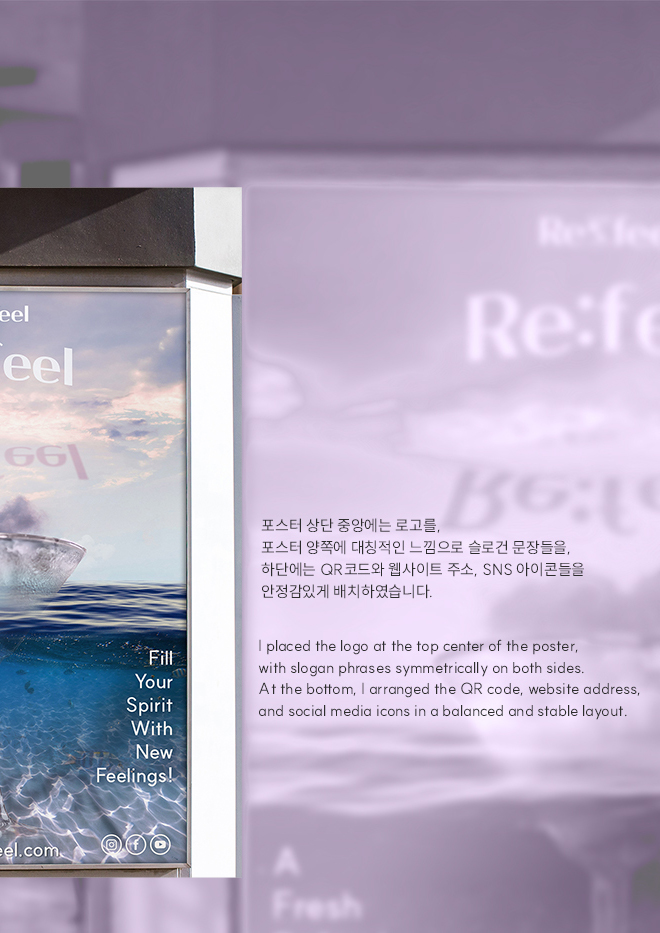 Re:fee
eel
Re:fe
eel
eel
Re:fe
포스터 상단 중앙에는 로고를,
포스터 양쪽에 대칭적인 느낌으로 슬로건 문장들을,
하단에는 QR코드와 웹사이트 주소, SNS 아이콘들을
안정감있게 배치하였습니다.
I placed the logo at the top center of the poster,
with slogan phrases symmetrically on both sides.
At the bottom, I arranged the QR code, website address,
and social media icons in a balanced and stable layout.
Fill
Your
Spirit
With
New
Feelings!
eel.com
A
Fresh